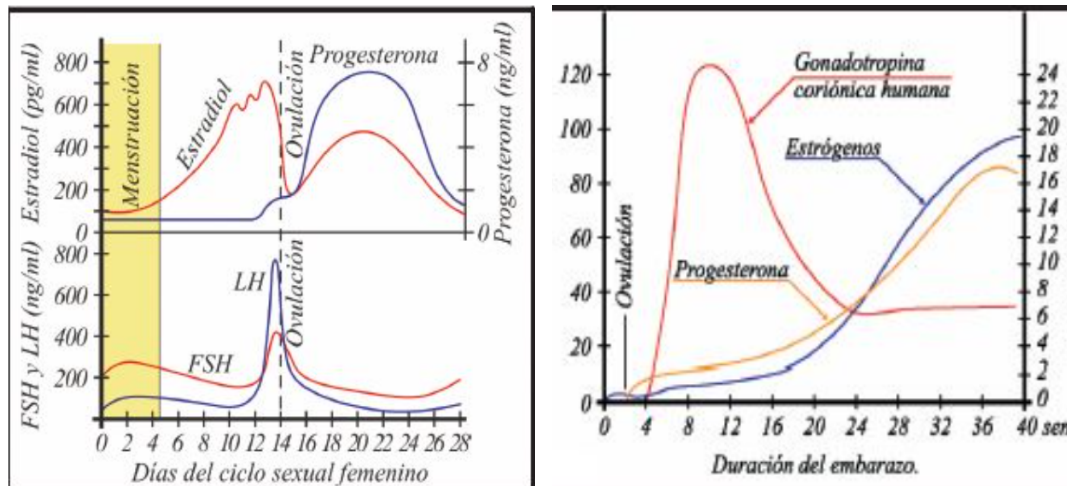 Estradiol (pg/ml)
800
600
400
200
0
Menstruación
Estradiol
Ovulación
Progesterona
8
0
Progesterona (ng/ml)
FSH y LH (ng/ml)
800
600
400
200
LH
FSH
Ovulación
0 2 4 6 8 10 12 14 16 18 20 22 24 26 28
Días del ciclo sexual femenino
120
100
80
60
40
20
0
Gonadotropina
coriónica humana
Estrógenos
Progesterona
Ovulación
24
22
20
18
16
14
12
10
8
6
4
2
0
0 4 8 12 16 20 24 28 32 36 40 sem
Duración del embarazo.